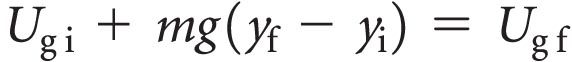 U_{g i} + mg(y_f − y_i) = U_{g f}